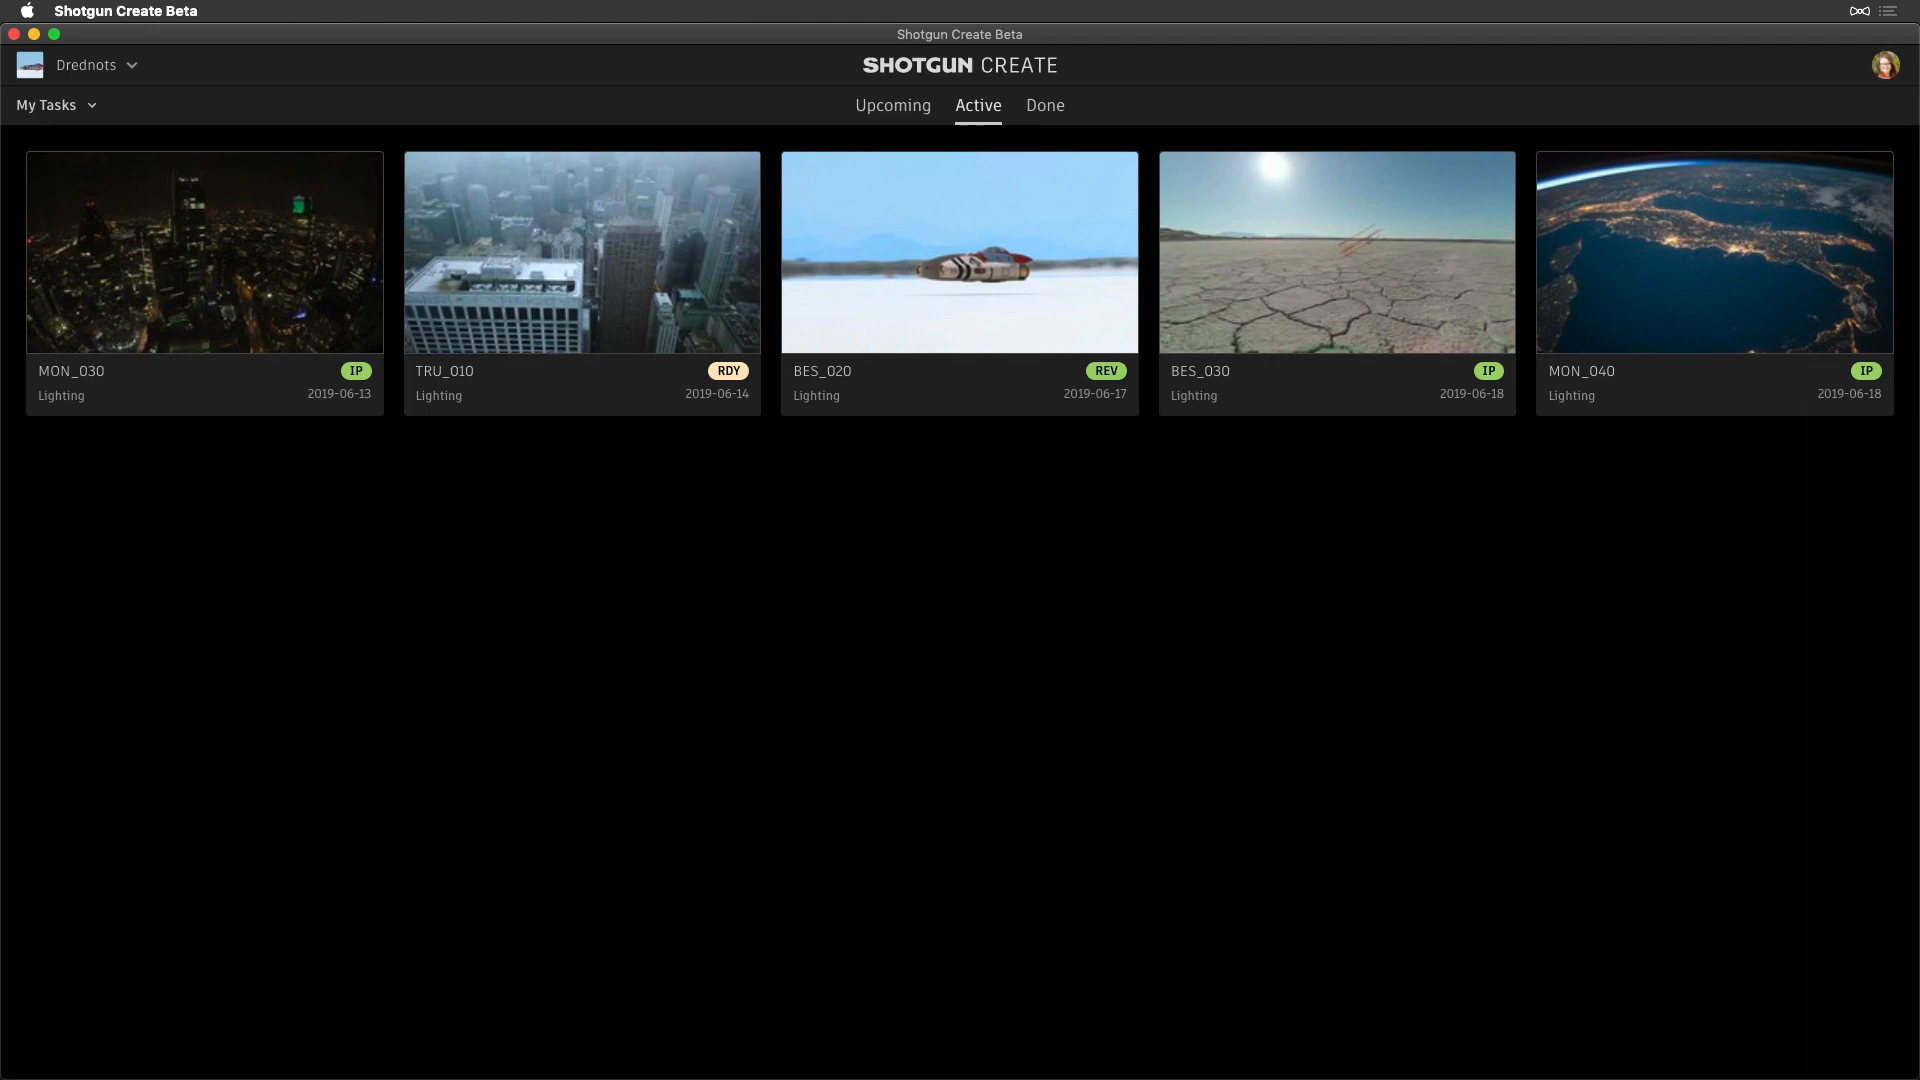 Shotgun Create Beta
Shotgun Create Beta
Drednots
SHOTGUN CREATE
My Tasks
Upcoming
Active
Done
MON_030
IP
Lighting
2019-06-13
TRU_010
RDY
Lighting
2019-06-14
BES_020
REV
Lighting
2019-06-17
BES_030
IP
Lighting
2019-06-18
MON_040
IP
Lighting
2019-06-18